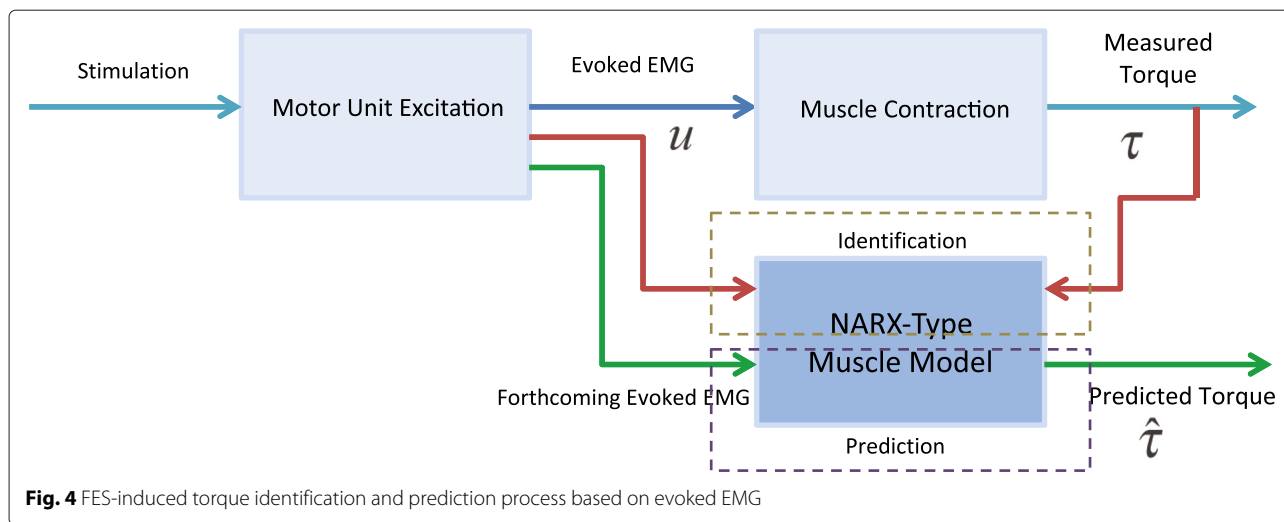 Stimulation
Motor Unit Excitation
Evoked EMG
u
Muscle Contraction
Measured
Torque
τ
Identification
NARX-Type
Muscle Model
Forthcoming Evoked EMG
Prediction
Predicted Torque
τ̂
Fig. 4 FES-induced torque identification and prediction process based on evoked EMG